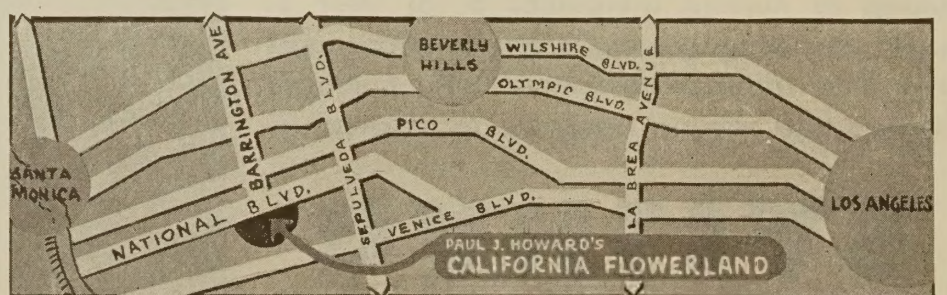 BEVERLY
HILLS
WILSHIRE
BLVD.
OLYMPIC BLVD.
BARRINGTON AVE
SEPULVEDA BLVD.
LA BREA AVENUE
PICO BLVD.
SANTA
MONICA
LOS ANGELES
NATIONAL BLVD.
VENICE BLVD.
PAUL J. HOWARD'S
CALIFORNIA FLOWERLAND